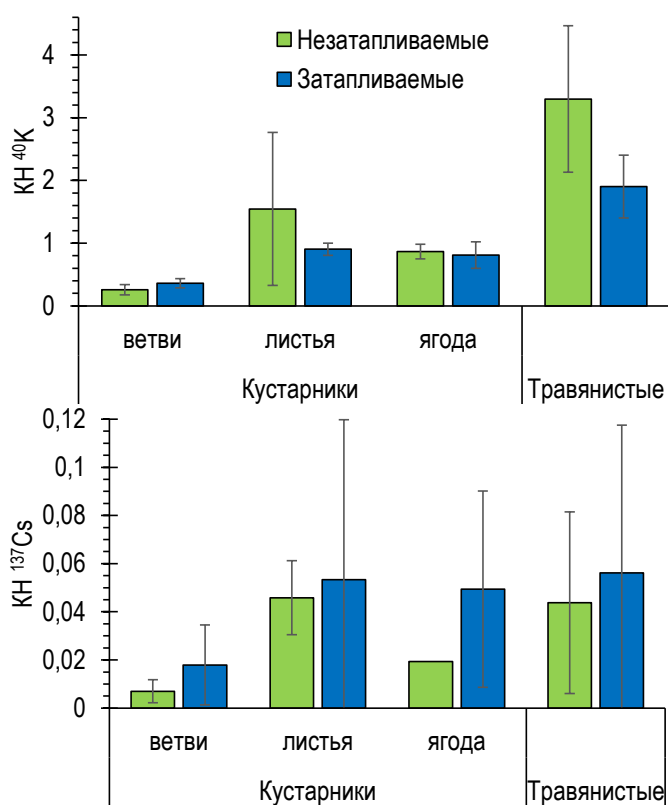 Незатапливаемые
Затапливаемые
КН ⁴⁰K
4
3
2
1
0
ветви листья ягода
Кустарники Травянистые
КН ¹³⁷Cs
0,12
0,1
0,08
0,06
0,04
0,02
0
ветви листья ягода
Кустарники Травянистые